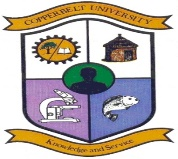 COPPERBELT UNIVERSITY
Knowledge and Service